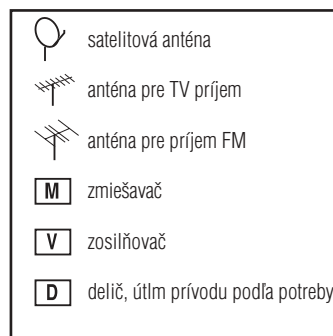 satelitová anténa
anténa pre TV príjem
anténa pre príjem FM
M zmiešavač
V zosilňovač
D delič, útlm prívodu podľa potreby